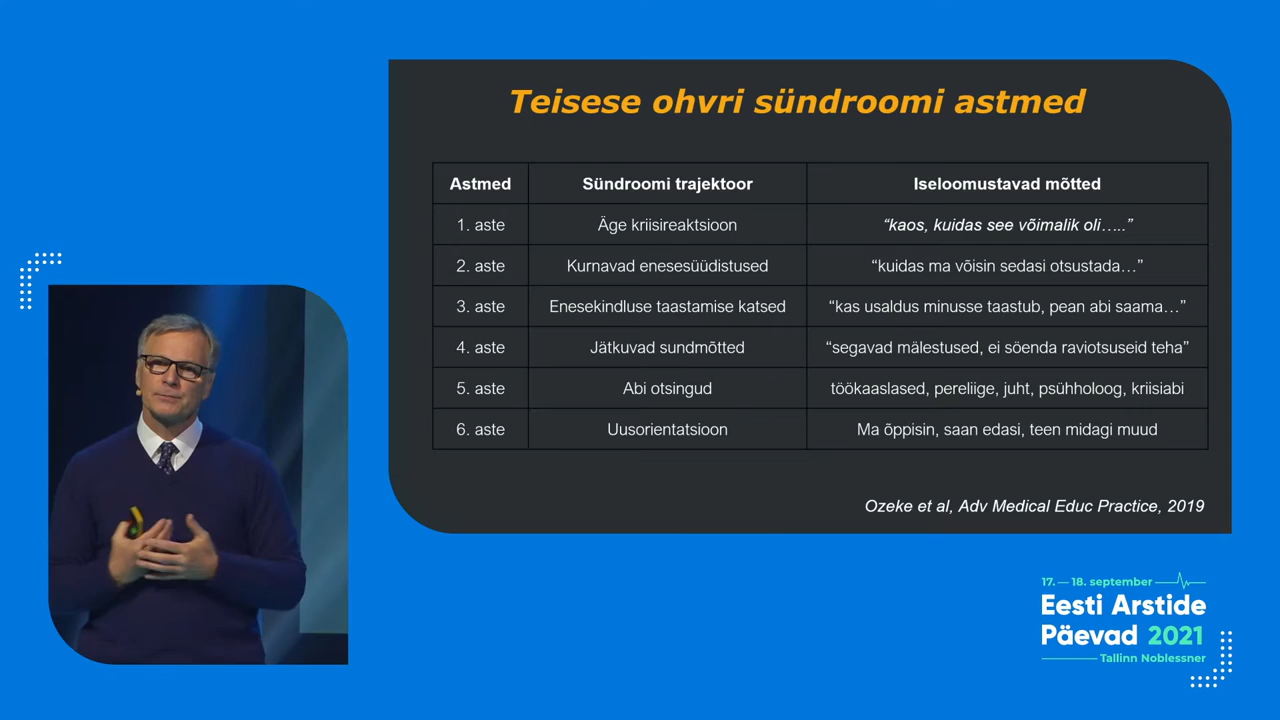 Teisese ohvri sündroomi astmed
Astmed Sündroomi trajektoor Iseloomustavad mõtted
1. aste Äge kriisireaktsioon “kaos, kuidas see võimalik oli…..”
2. aste Kurnavad enesesüüdistused “kuidas ma võisin sedasi otsustada…”
3. aste Enesekindluse taastamise katsed “kas usaldus minusse taastub, pean abi saama…”
4. aste Jätkuvad sundmõtted “segavad mälestused, ei söenda raviotsuseid teha”
5. aste Abi otsingud töökaaslased, pereliige, juht, psühholoog, kriisiabi
6. aste Uusorientatsioon Ma õppisin, saan edasi, teen midagi muud
Ozeke et al, Adv Medical Educ Practice, 2019
17. — 18. september
Eesti Arstide
Päevad 2021
Tallinn Noblessner